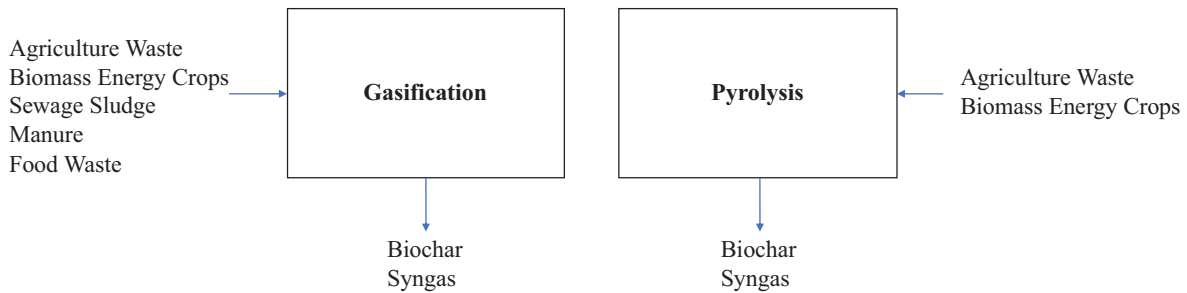 Agriculture Waste
Biomass Energy Crops
Sewage Sludge
Manure
Food Waste
Gasification
Biochar
Syngas
Pyrolysis
Agriculture Waste
Biomass Energy Crops
Biochar
Syngas